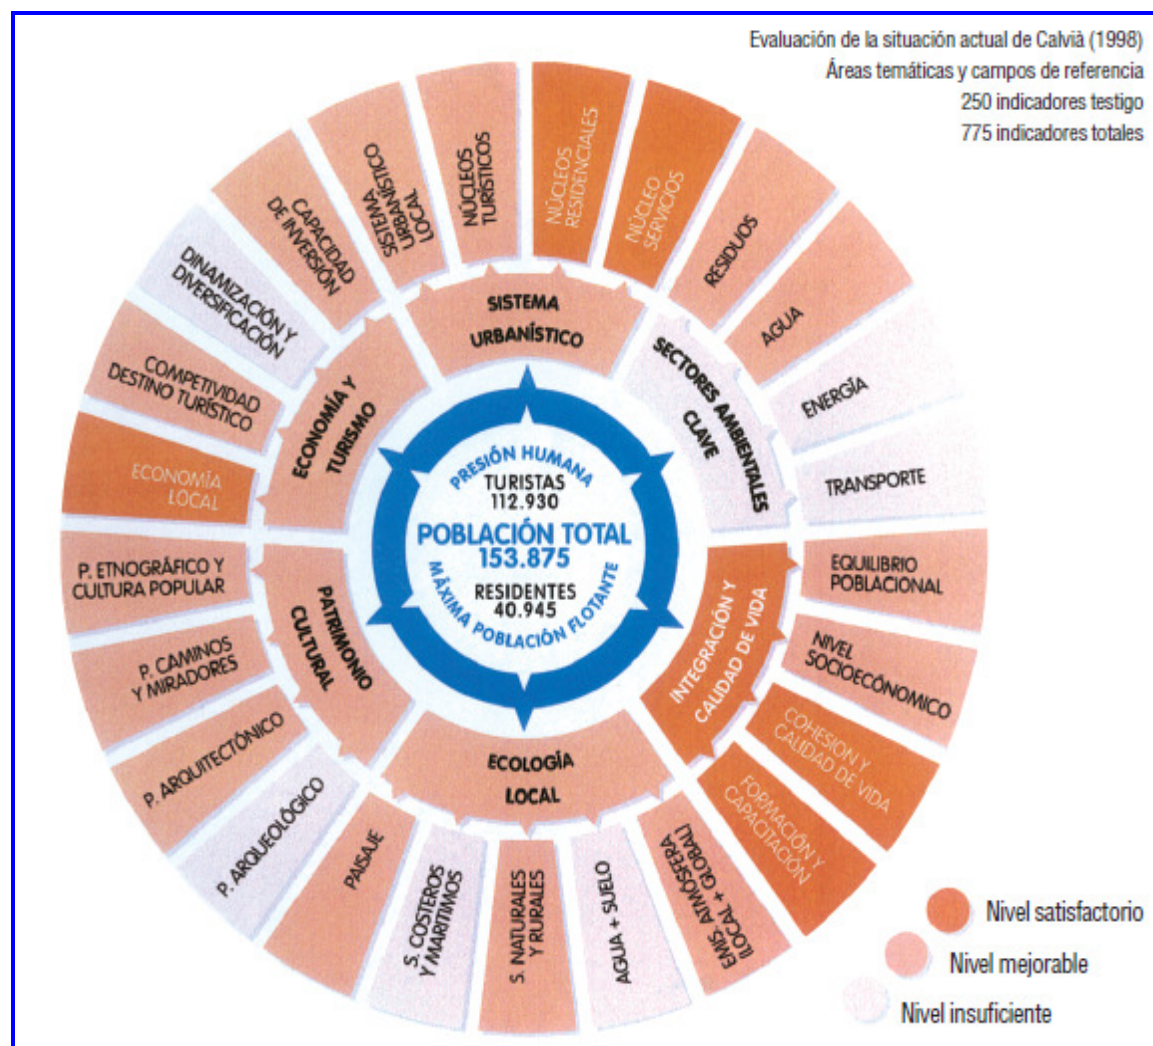 Evaluación de la situación actual de Calvià (1998)
Áreas temáticas y campos de referencia
250 indicadores testigo
775 indicadores totales
SISTEMA
URBANÍSTICO
SISTEMA
URBANÍSTICO
LOCAL
NÚCLEOS
TURÍSTICOS
NÚCLEOS
RESIDENCIALES
NÚCLEO
SERVICIOS
SECTORES AMBIENTALES
CLAVE
RESIDUOS
AGUA
ENERGÍA
TRANSPORTE
INTEGRACIÓN Y
CALIDAD DE VIDA
EQUILIBRIO
POBLACIONAL
NIVEL
SOCIOECÓNOMICO
COHESION Y
CALIDAD DE VIDA
FORMACIÓN Y
CAPACITACIÓN
ECOLOGÍA
LOCAL
EMIS. ATMÓSFERA
(LOCAL + GLOBAL)
AGUA + SUELO
S. NATURALES
Y RURALES
S. COSTEROS
Y MARITIMOS
PAISAJE
PATRIMONIO
CULTURAL
P. ARQUEOLÓGICO
P. ARQUITECTÓNICO
P. CAMINOS
Y MIRADORES
P. ETNOGRÁFICO Y
CULTURA POPULAR
ECONOMÍA Y
TURISMO
ECONOMÍA
LOCAL
COMPETIVIDAD
DESTINO TURÍSTICO
DINAMIZACIÓN Y
DIVERSIFICACIÓN
CAPACIDAD
DE INVERSIÓN
PRESIÓN HUMANA
TURISTAS
112.930
POBLACIÓN TOTAL
153.875
RESIDENTES
40.945
MÁXIMA POBLACIÓN FLOTANTE
Nivel satisfactorio
Nivel mejorable
Nivel insuficiente